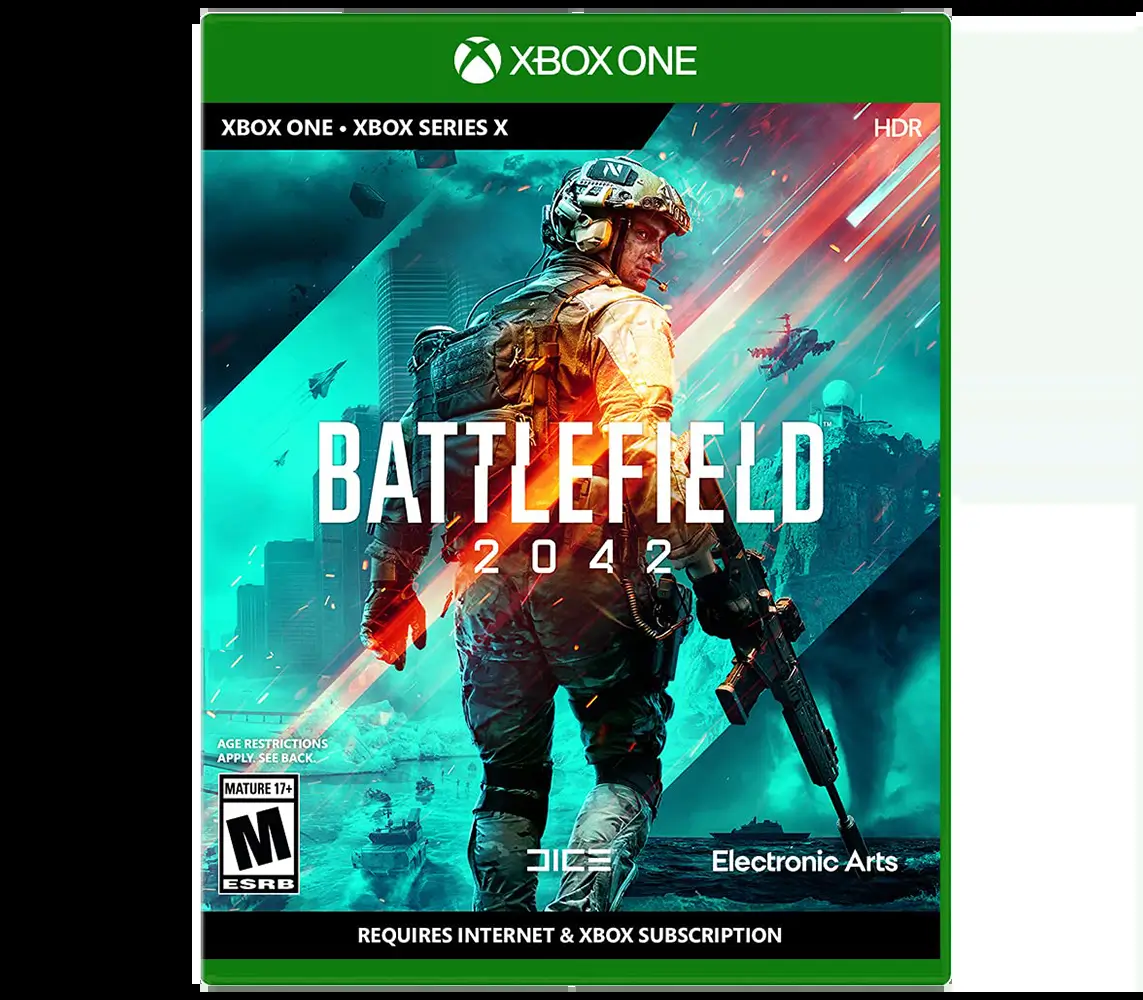 XBOX ONE
XBOX ONE • XBOX SERIES X
HDR
BATTLEFIELD™
2042
AGE RESTRICTIONS
APPLY. SEE BACK.
MATURE 17+
M
ESRB
DICE
Electronic Arts
REQUIRES INTERNET & XBOX SUBSCRIPTION